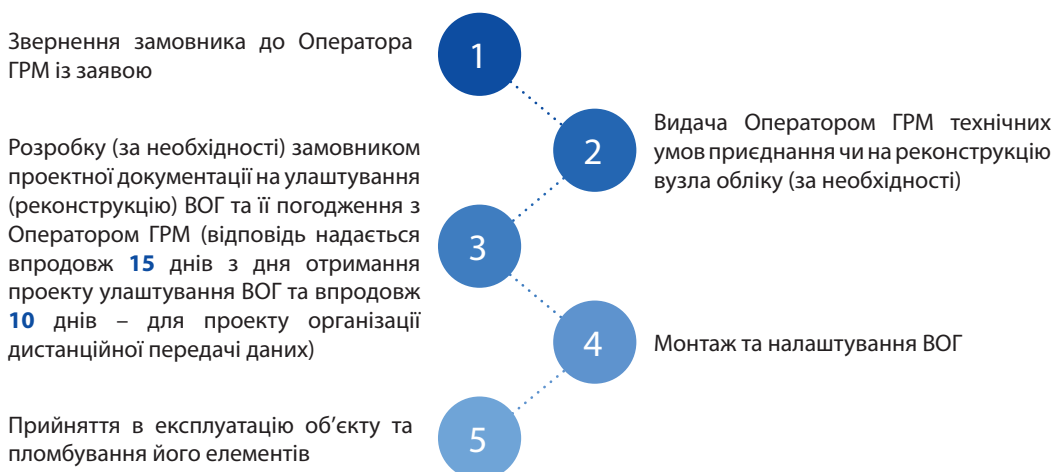 Звернення замовника до Оператора
ГРМ із заявою
1
2
Видача Оператором ГРМ технічних
умов приєднання чи на реконструкцію
вузла обліку (за необхідності)
Розробку (за необхідності) замовником
проектної документації на улаштування
(реконструкцію) ВОГ та її погодження з
Оператором ГРМ (відповідь надається
впродовж 15 днів з дня отримання
проекту улаштування ВОГ та впродовж
10 днів – для проекту організації
дистанційної передачі даних)
3
4
Монтаж та налаштування ВОГ
Прийняття в експлуатацію об’єкту та
пломбування його елементів
5